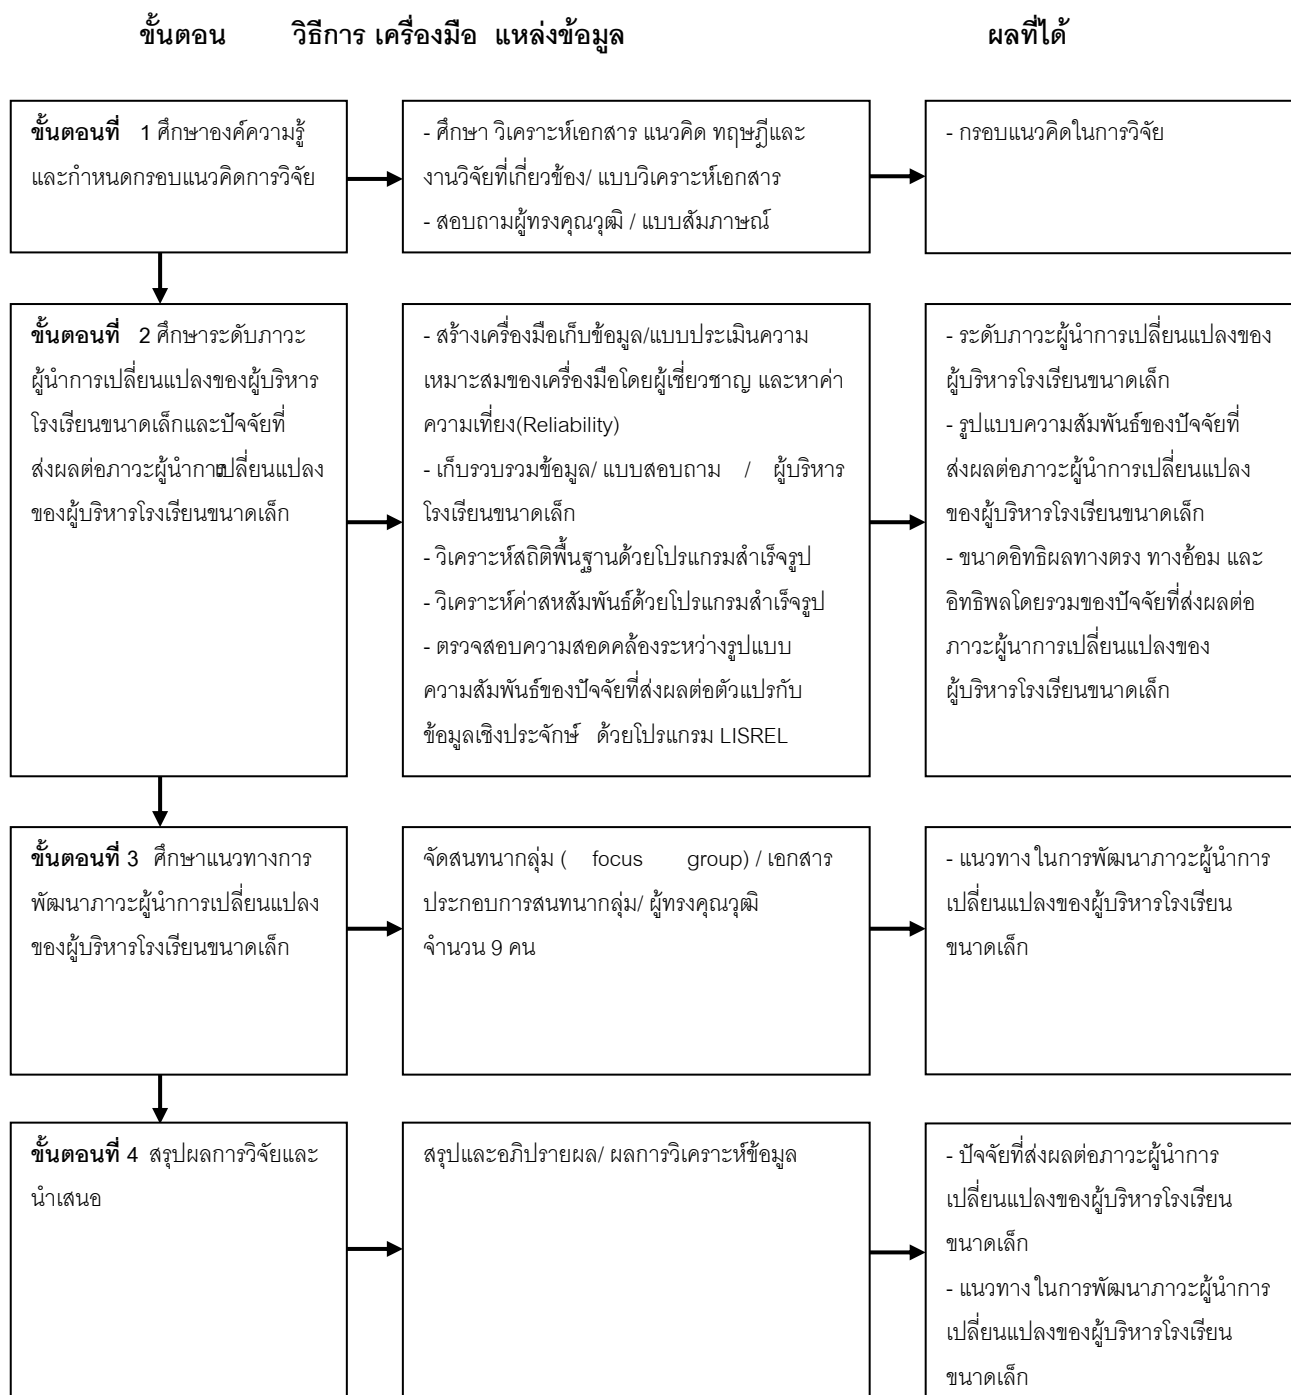 ขั้นตอน วิธีการ เครื่องมือ แหล่งข้อมูล ผลที่ได้
ขั้นตอนที่ 1 ศึกษาองค์ความรู้
และกำหนดกรอบแนวคิดการวิจัย
- ศึกษา วิเคราะห์เอกสาร แนวคิด ทฤษฎีและ
งานวิจัยที่เกี่ยวข้อง/ แบบวิเคราะห์เอกสาร
- สอบถามผู้ทรงคุณวุฒิ / แบบสัมภาษณ์
- กรอบแนวคิดในการวิจัย
ขั้นตอนที่ 2 ศึกษาระดับภาวะ
ผู้นำการเปลี่ยนแปลงของผู้บริหาร
โรงเรียนขนาดเล็กและปัจจัยที่
ส่งผลต่อภาวะผู้นำการเปลี่ยนแปลง
ของผู้บริหารโรงเรียนขนาดเล็ก
- สร้างเครื่องมือเก็บข้อมูล/แบบประเมินความ
เหมาะสมของเครื่องมือโดยผู้เชี่ยวชาญ และหาค่า
ความเที่ยง(Reliability)
- เก็บรวบรวมข้อมูล/ แบบสอบถาม / ผู้บริหาร
โรงเรียนขนาดเล็ก
- วิเคราะห์สถิติพื้นฐานด้วยโปรแกรมสำเร็จรูป
- วิเคราะห์ค่าสหสัมพันธ์ด้วยโปรแกรมสำเร็จรูป
- ตรวจสอบความสอดคล้องระหว่างรูปแบบ
ความสัมพันธ์ของปัจจัยที่ส่งผลต่อตัวแปรกับ
ข้อมูลเชิงประจักษ์ ด้วยโปรแกรม LISREL
- ระดับภาวะผู้นำการเปลี่ยนแปลงของ
ผู้บริหารโรงเรียนขนาดเล็ก
- รูปแบบความสัมพันธ์ของปัจจัยที่
ส่งผลต่อภาวะผู้นำการเปลี่ยนแปลง
ของผู้บริหารโรงเรียนขนาดเล็ก
- ขนาดอิทธิผลทางตรง ทางอ้อม และ
อิทธิพลโดยรวมของปัจจัยที่ส่งผลต่อ
ภาวะผู้นาการเปลี่ยนแปลงของ
ผู้บริหารโรงเรียนขนาดเล็ก
ขั้นตอนที่ 3 ศึกษาแนวทางการ
พัฒนาภาวะผู้นำการเปลี่ยนแปลง
ของผู้บริหารโรงเรียนขนาดเล็ก
จัดสนทนากลุ่ม ( focus group) / เอกสาร
ประกอบการสนทนากลุ่ม/ ผู้ทรงคุณวุฒิ
จำนวน 9 คน
- แนวทาง ในการพัฒนาภาวะผู้นำการ
เปลี่ยนแปลงของผู้บริหารโรงเรียน
ขนาดเล็ก
ขั้นตอนที่ 4 สรุปผลการวิจัยและ
นำเสนอ
สรุปและอภิปรายผล/ ผลการวิเคราะห์ข้อมูล
- ปัจจัยที่ส่งผลต่อภาวะผู้นำการ
เปลี่ยนแปลงของผู้บริหารโรงเรียน
ขนาดเล็ก
- แนวทาง ในการพัฒนาภาวะผู้นำการ
เปลี่ยนแปลงของผู้บริหารโรงเรียน
ขนาดเล็ก